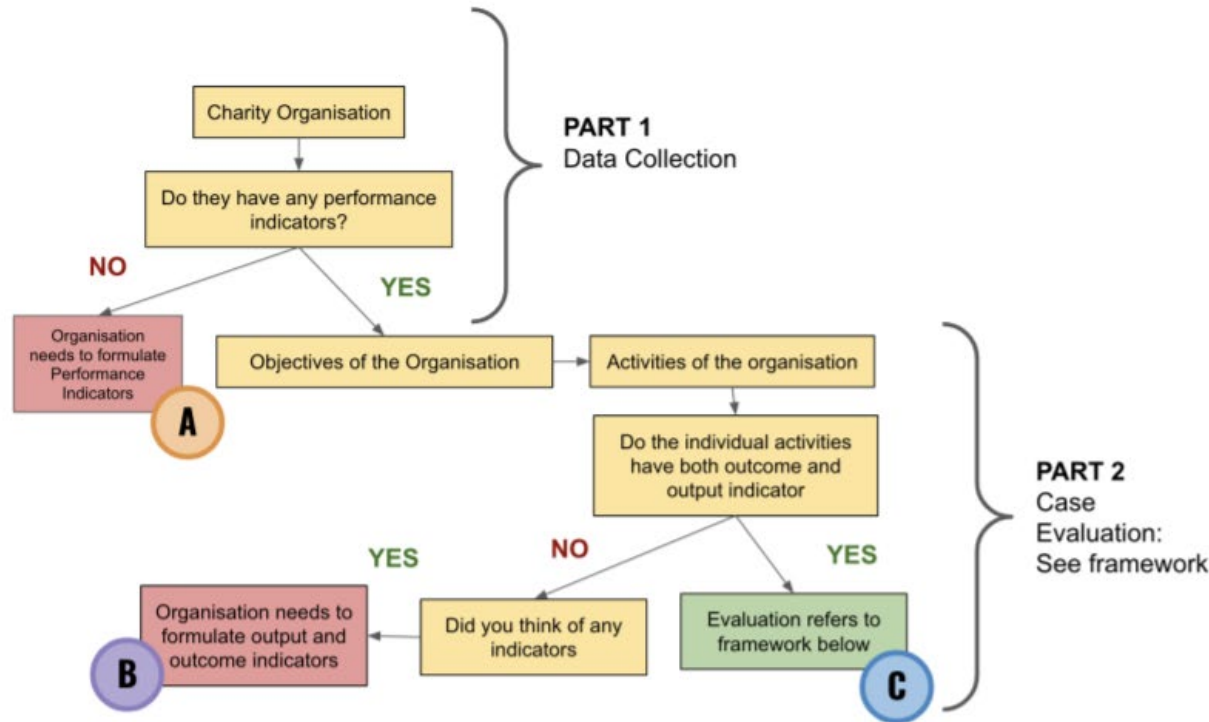 Charity Organisation
PART 1
Data Collection
Do they have any performance
indicators?
NO
YES
Organisation
needs to formulate
Performance
Indicators
A
Objectives of the Organisation
Activities of the organisation
Do the individual activities
have both outcome and
output indicator
PART 2
Case
Evaluation:
See framework
YES
NO
YES
Organisation needs to
formulate output and
outcome indicators
B
Did you think of any
indicators
Evaluation refers to
framework below
C